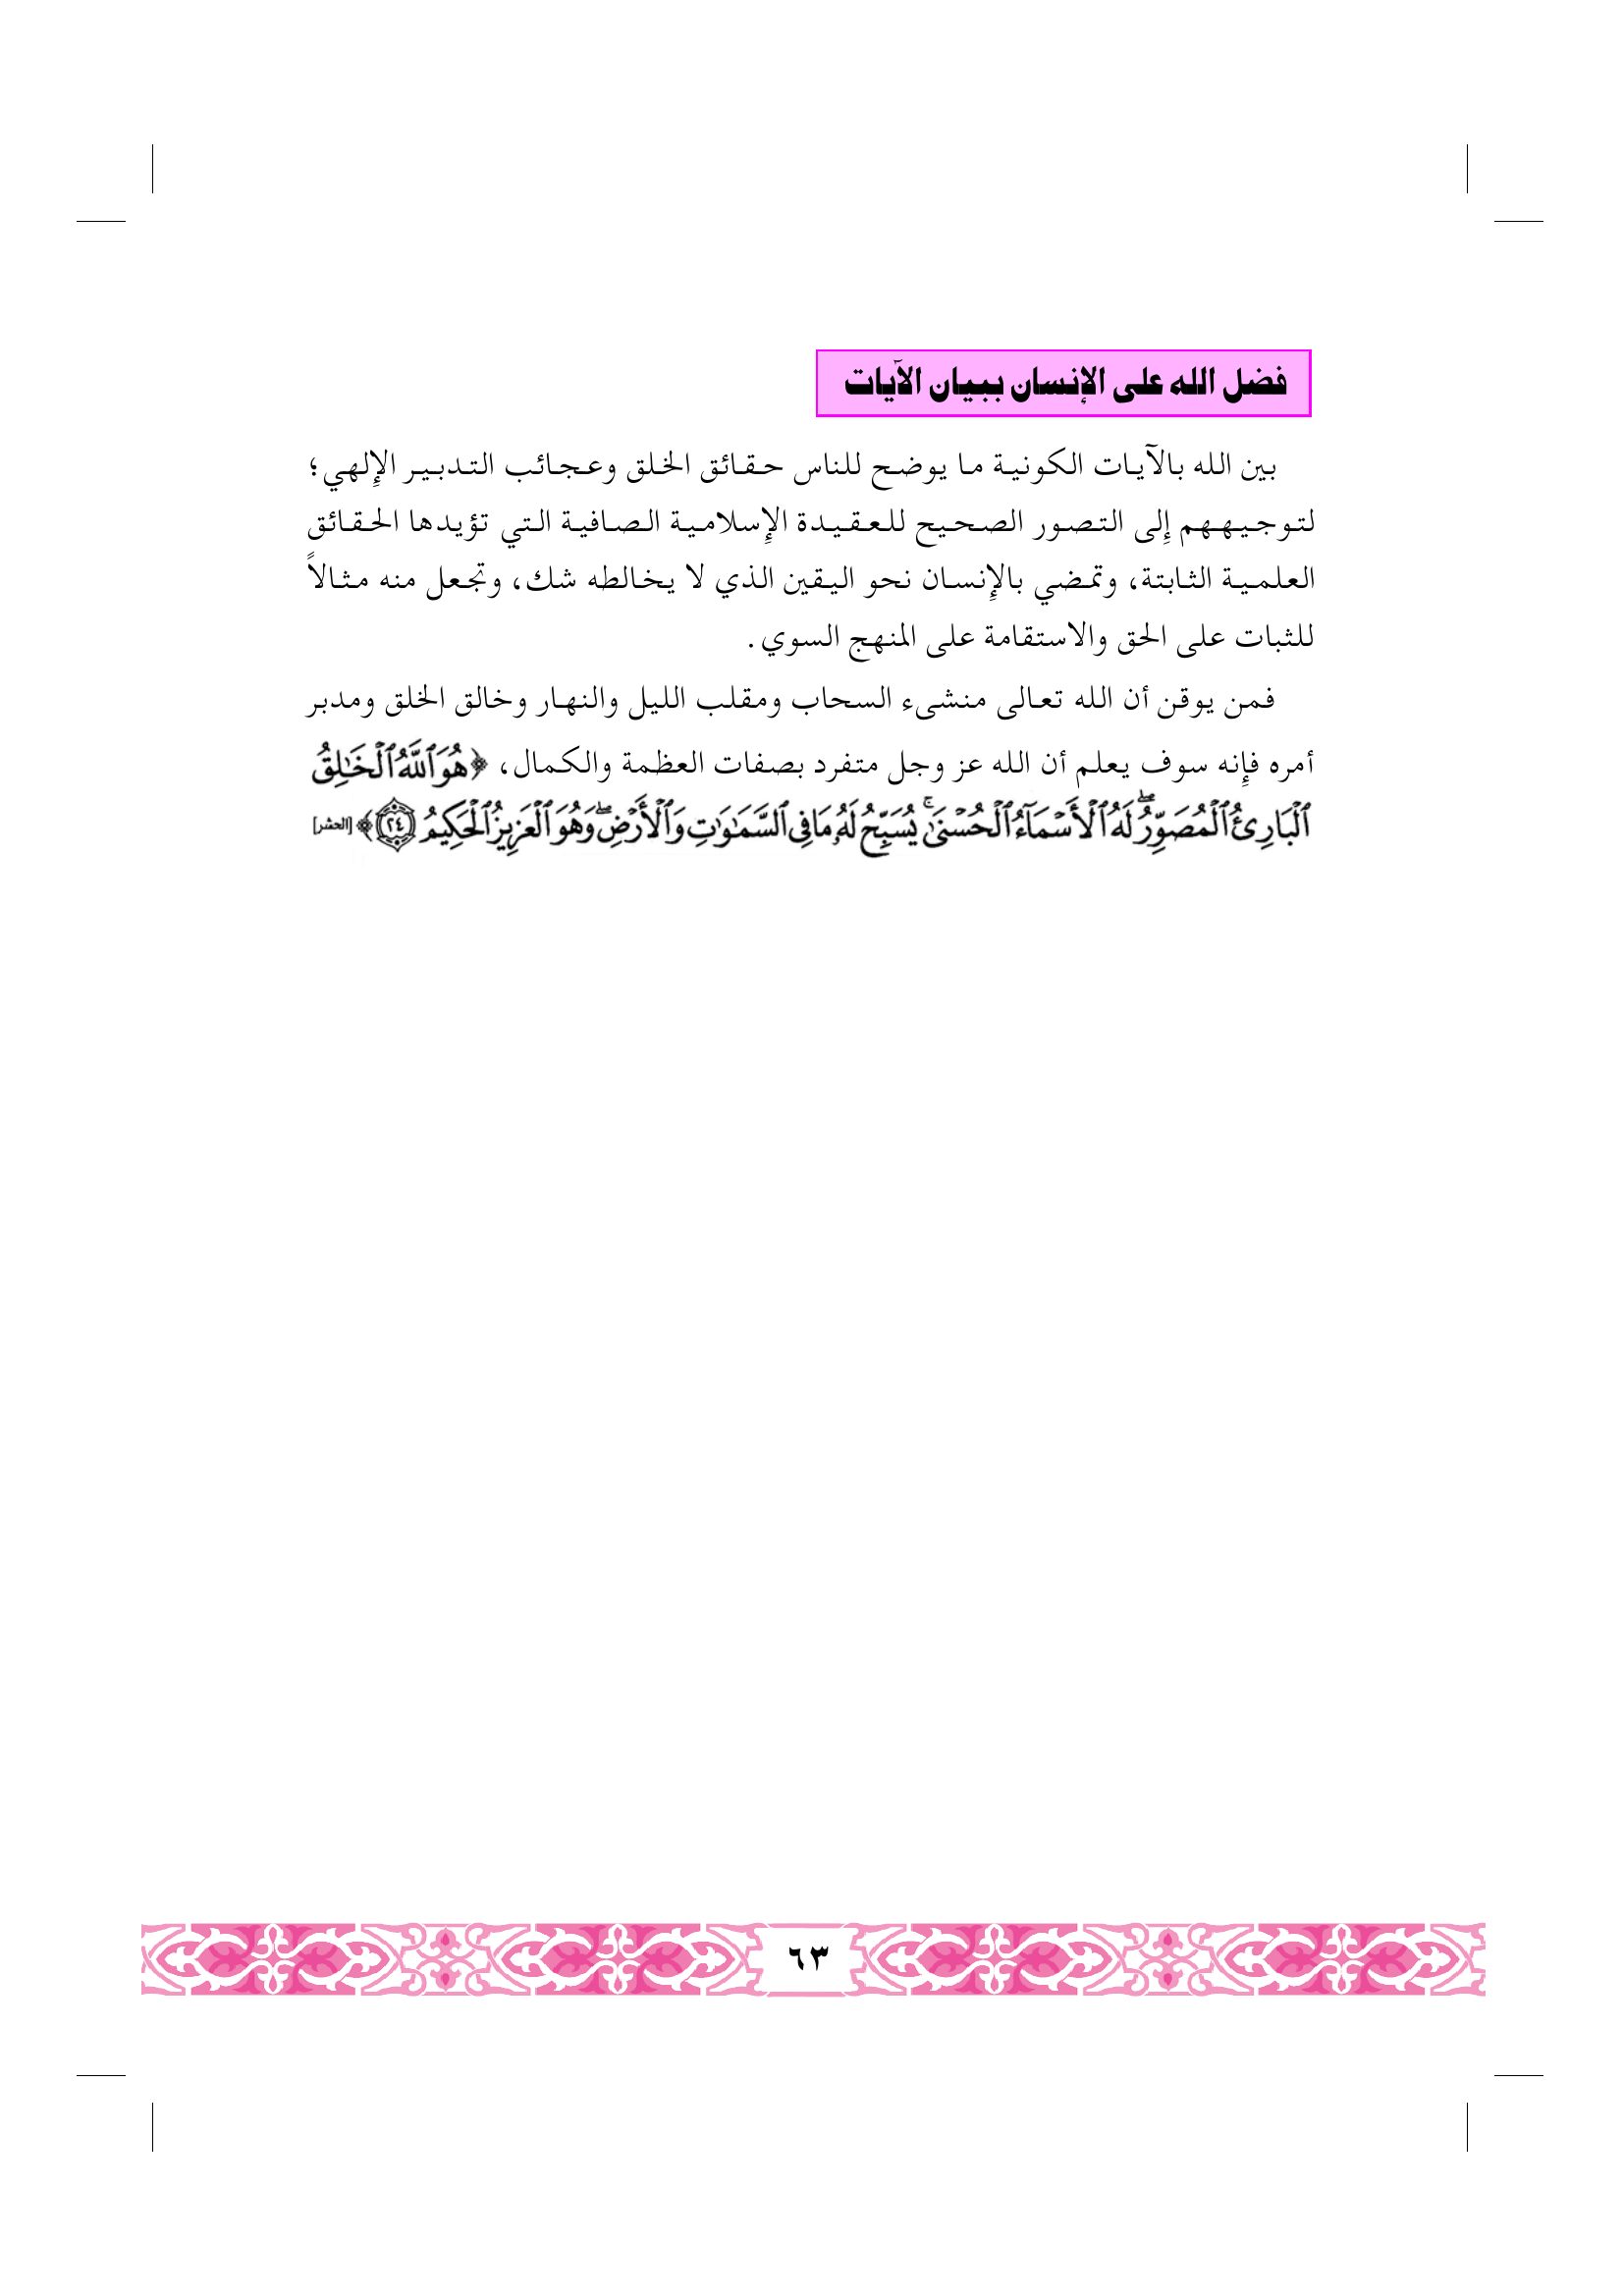 فضل الله على الإنسان ببيان الآيات
بين الله بالآيات الكونية ما يوضح للناس حقائق الخلق وعجائب التدبير الإلهي؛
لتوجيههم إلى التصور الصحيح للعقيدة الإسلامية الصافية التي تؤيدها الحقائق
العلمية الثابتة، وتمضي بالإنسان نحو اليقين الذي لا يخالطه شك، وتجعل منه مثالاً
للثبات على الحق والاستقامة على المنهج السوي.
فمن يوقن أن الله تعالى منشىء السحاب ومقلب الليل والنهار وخالق الخلق ومدبر
أمره فإنه سوف يعلم أن الله عز وجل متفرد بصفات العظمة والكمال، ﴿هُوَ ٱللَّهُ ٱلْخَٰلِقُ
ٱلْبَارِئُ ٱلْمُصَوِّرُ ۖ لَهُ ٱلْأَسْمَآءُ ٱلْحُسْنَىٰ ۚ يُسَبِّحُ لَهُۥ مَا فِى ٱلسَّمَٰوَٰتِ وَٱلْأَرْضِ ۖ وَهُوَ ٱلْعَزِيزُ ٱلْحَكِيمُ ٢٤﴾ [الحشر]
٦٣